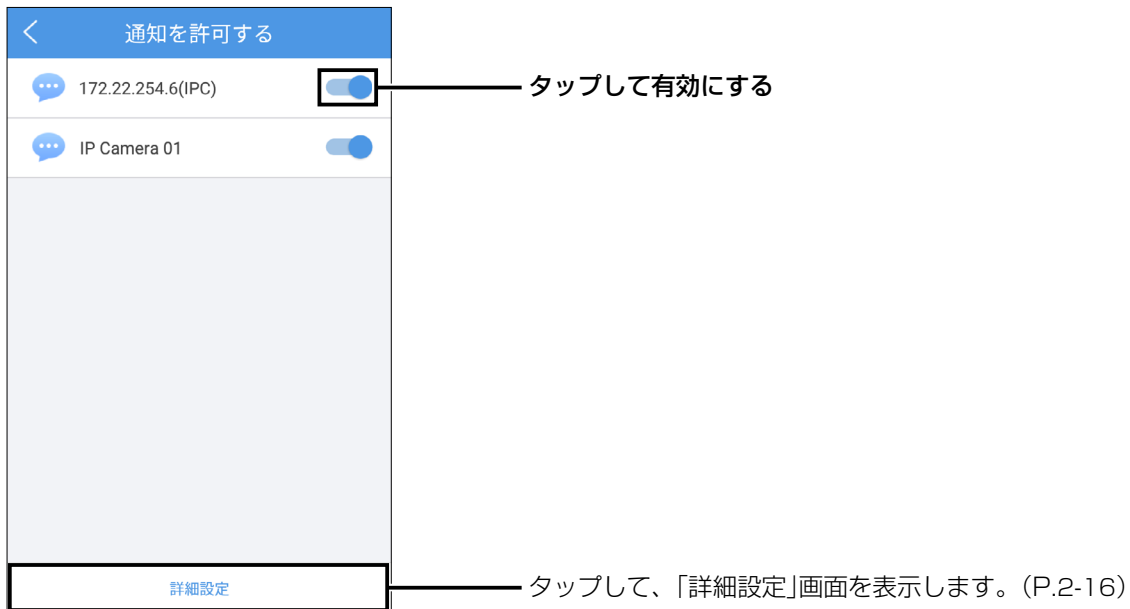 通知を許可する
172.22.254.6(IPC)
タップして有効にする
IP Camera 01
詳細設定
タップして、「詳細設定」画面を表示します。（P.2-16）